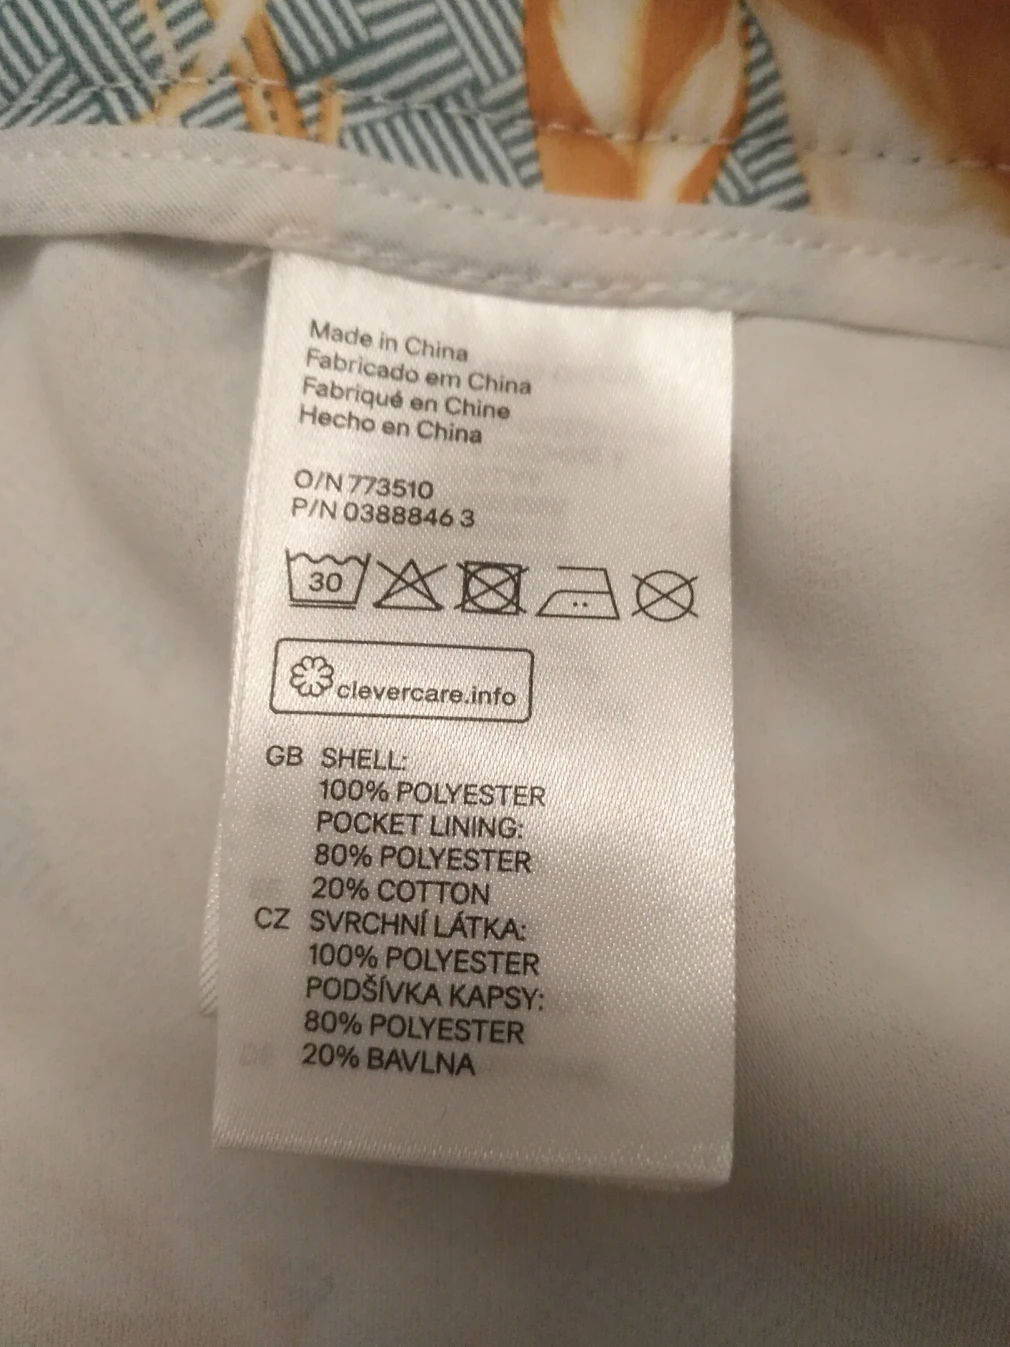 Made in China
Fabricado em China
Fabriqué en Chine
Hecho en China
O/N 773510
P/N 0388846 3
30
clevercare.info
GB SHELL:
100% POLYESTER
POCKET LINING:
80% POLYESTER
20% COTTON
CZ SVRCHNÍ LÁTKA:
100% POLYESTER
PODŠÍVKA KAPSY:
80% POLYESTER
20% BAVLNA